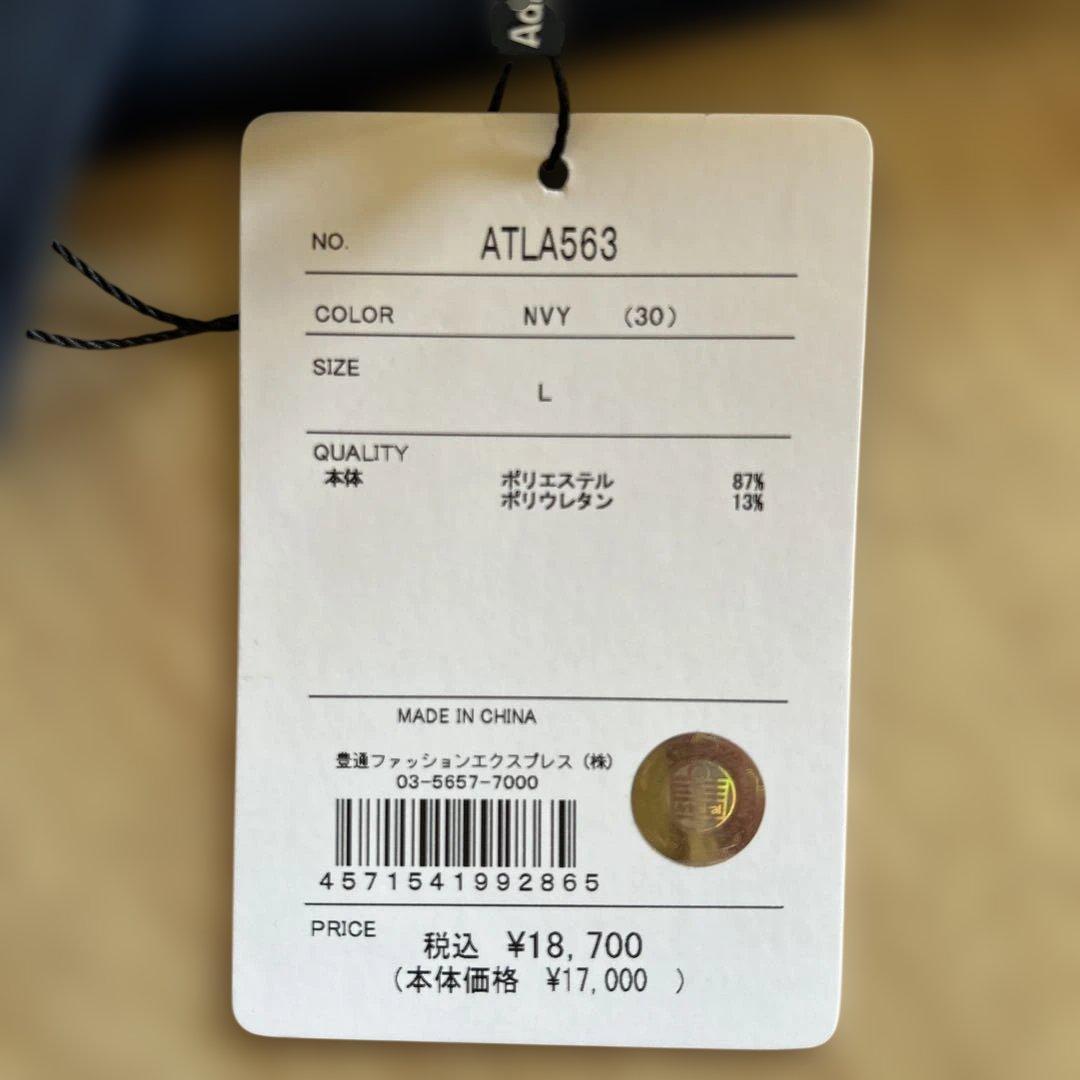 Ad
NO. ATLA563
COLOR NVY (30)
SIZE
L
QUALITY
本体 ポリエステル 87%
ポリウレタン 13%
MADE IN CHINA
豊通ファッションエクスプレス (株)
03-5657-7000
4571541992865
PRICE 税込 ¥18,700
(本体価格 ¥17,000 )